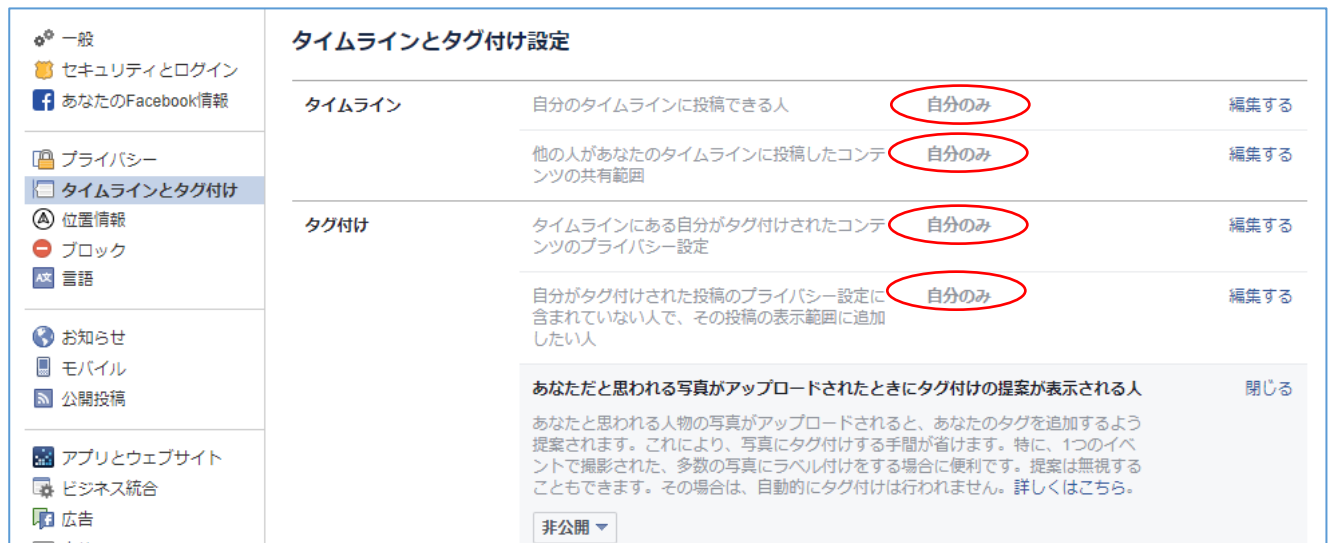 一般
セキュリティとログイン
あなたのFacebook情報
プライバシー
タイムラインとタグ付け
位置情報
ブロック
言語
お知らせ
モバイル
公開投稿
アプリとウェブサイト
ビジネス統合
広告
タイムラインとタグ付け設定
タイムライン
自分のタイムラインに投稿できる人
自分のみ
編集する
他の人があなたのタイムラインに投稿したコンテ
ンツの共有範囲
自分のみ
編集する
タグ付け
タイムラインにある自分がタグ付けされたコンテ
ンツのプライバシー設定
自分のみ
編集する
自分がタグ付けされた投稿のプライバシー設定に
含まれていない人で、その投稿の表示範囲に追加
したい人
自分のみ
編集する
あなただと思われる写真がアップロードされたときにタグ付けの提案が表示される人
閉じる
あなたと思われる人物の写真がアップロードされると、あなたのタグを追加するよう
提案されます。これにより、写真にタグ付けする手間が省けます。特に、1つのイベ
ントで撮影された、多数の写真にラベル付けをする場合に便利です。提案は無視する
こともできます。その場合は、自動的にタグ付けは行われません。詳しくはこちら。
非公開